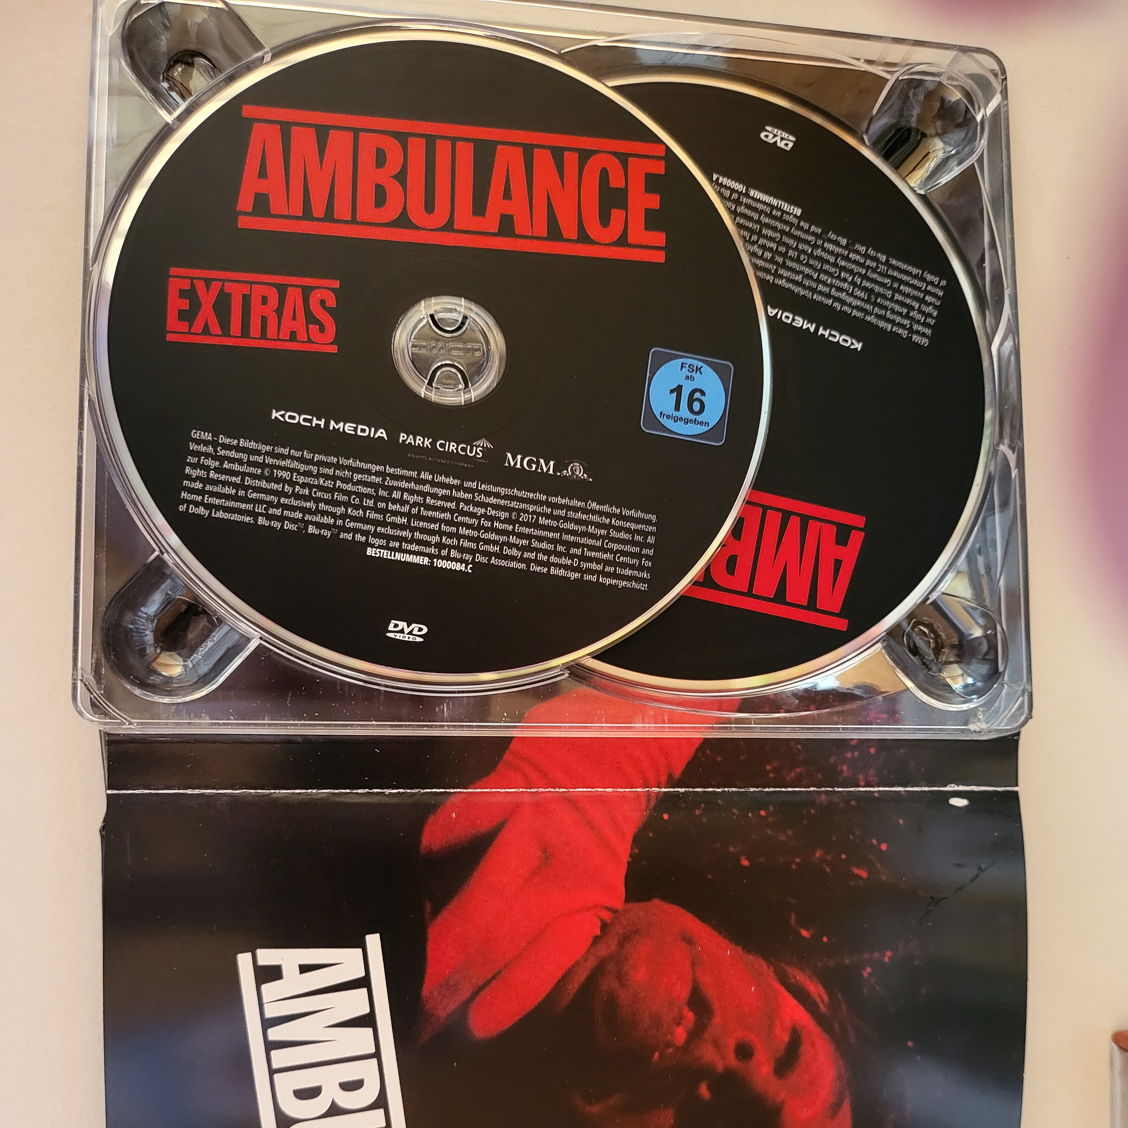 AMBULANCE
EXTRAS
FSK
ab
16
freigegeben
KOCH MEDIA PARK CIRCUS MGM
GEMA – Diese Bildträger sind nur für private Vorführungen bestimmt. Alle Urheber- und Leistungsschutzrechte vorbehalten. Öffentliche Vorführung,
Verleih, Sendung und Vervielfältigung sind nicht gestattet. Zuwiderhandlungen haben Schadenersatzansprüche und strafrechtliche Konsequenzen
zur Folge. Ambulance © 1990 Esparza/Katz Productions, Inc. All Rights Reserved. Package-Design © 2017 Metro-Goldwyn-Mayer Studios Inc. All
Rights Reserved. Distributed by Park Circus Film Co. Ltd. on behalf of Twentieth Century Fox Home Entertainment International Corporation and
made available in Germany exclusively through Koch Films GmbH. Licensed from Metro-Goldwyn-Mayer Studios Inc. and Twentieth Century Fox
Home Entertainment LLC and made available in Germany exclusively through Koch Films GmbH. Dolby and the double-D symbol are trademarks
of Dolby Laboratories. Blu-ray Disc™, Blu-ray™ and the logos are trademarks of Blu-ray Disc Association. Diese Bildträger sind kopiergeschützt.
BESTELLNUMMER: 1000084.C
DVD
VIDEO
AMB
KOCH MEDIA
BESTELLNUMMER: 1000084.A
DVD
VIDEO
AMBU